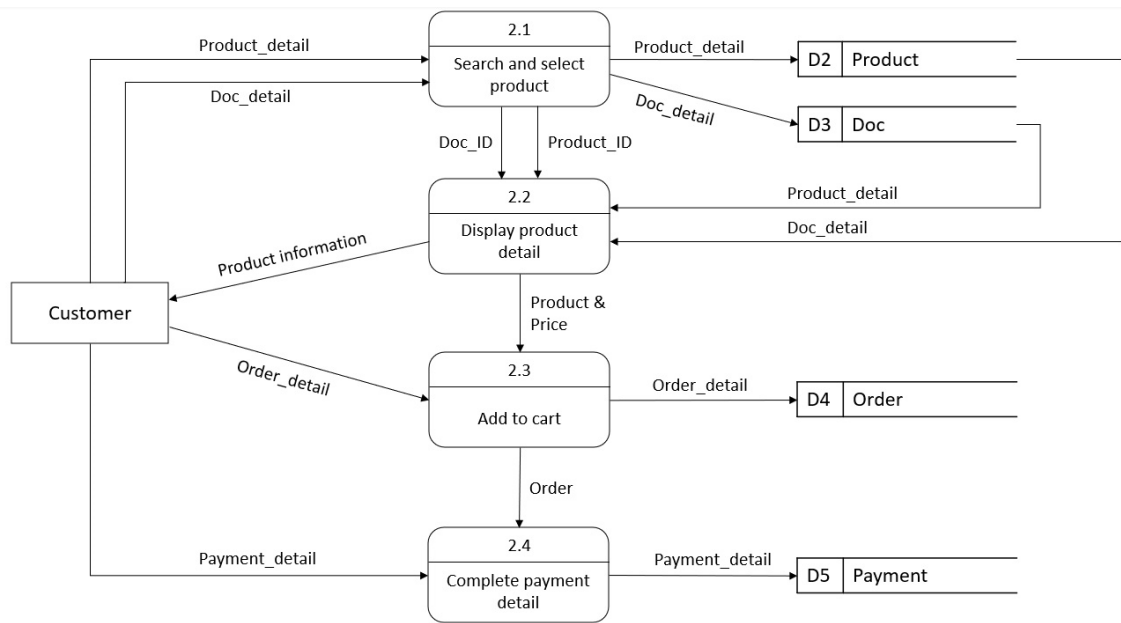 2.1
Search and select
product
Product_detail
Doc_detail
Product_detail
Doc_detail
D2 Product
D3 Doc
Doc_ID
Product_ID
2.2
Display product
detail
Product_detail
Doc_detail
Product information
Customer
Product &
Price
Order_detail
2.3
Add to cart
Order_detail
D4 Order
Order
2.4
Complete payment
detail
Payment_detail
Payment_detail
D5 Payment